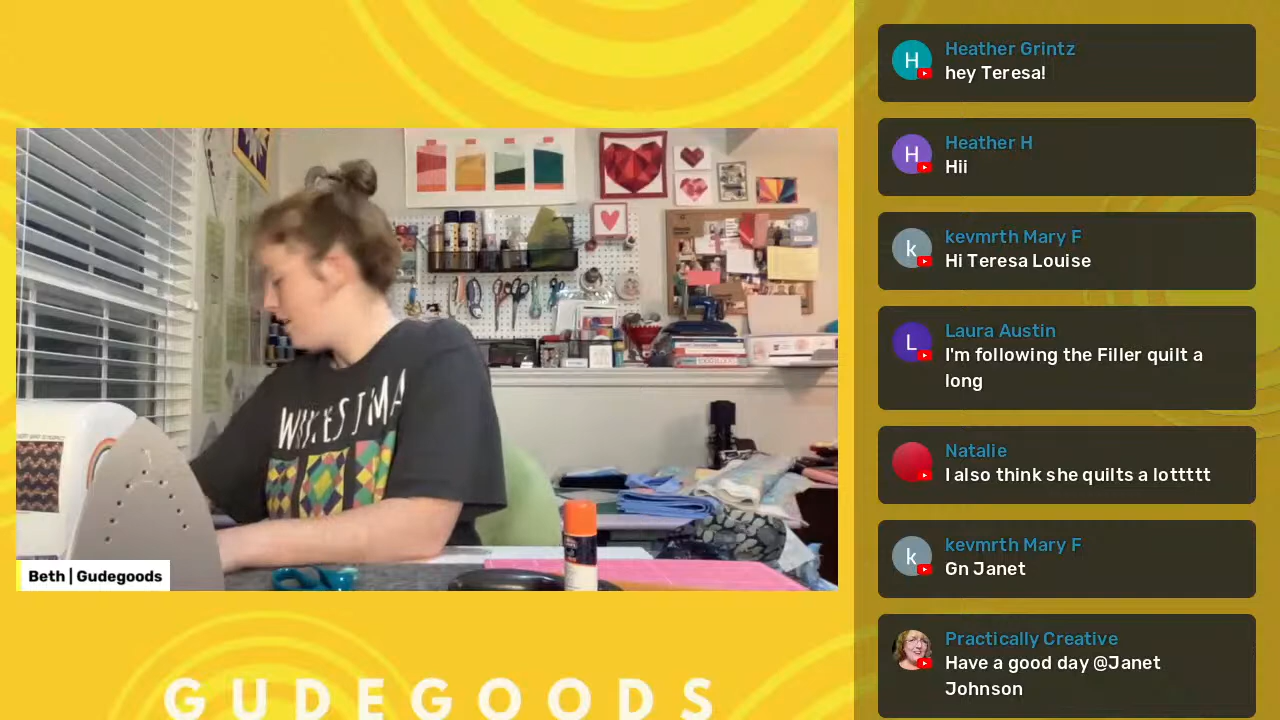 Heather Grintz
hey Teresa!
Heather H
Hii
kevmrth Mary F
Hi Teresa Louise
Laura Austin
I'm following the Filler quilt a
long
Natalie
I also think she quilts a lottttt
kevmrth Mary F
Gn Janet
Practically Creative
Have a good day @Janet
Johnson
Beth | Gudegoods
GUDEGOODS